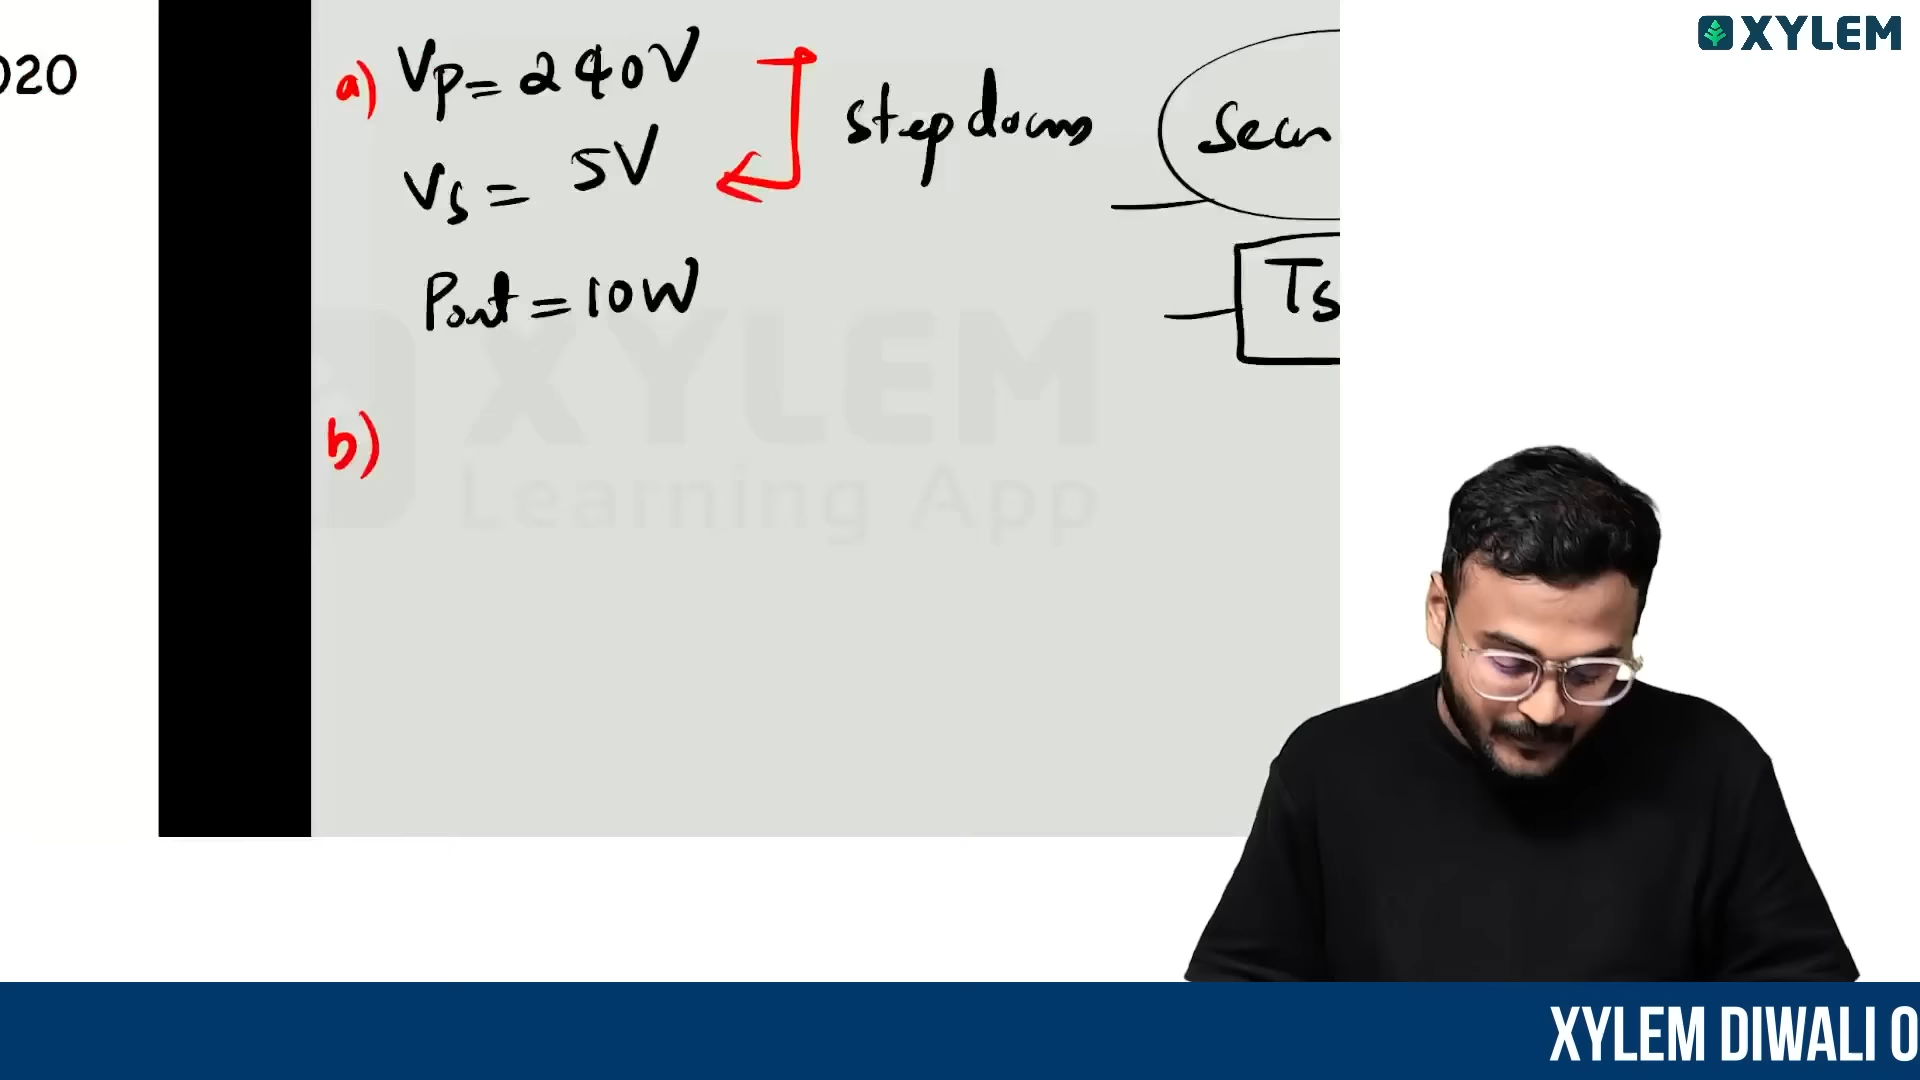 XYLEM
020
a) Vp = 240V
Vs = 5V
step down
Secn
Pout = 10W
Ts
b)
XYLEM
Learning App
XYLEM DIWALI O